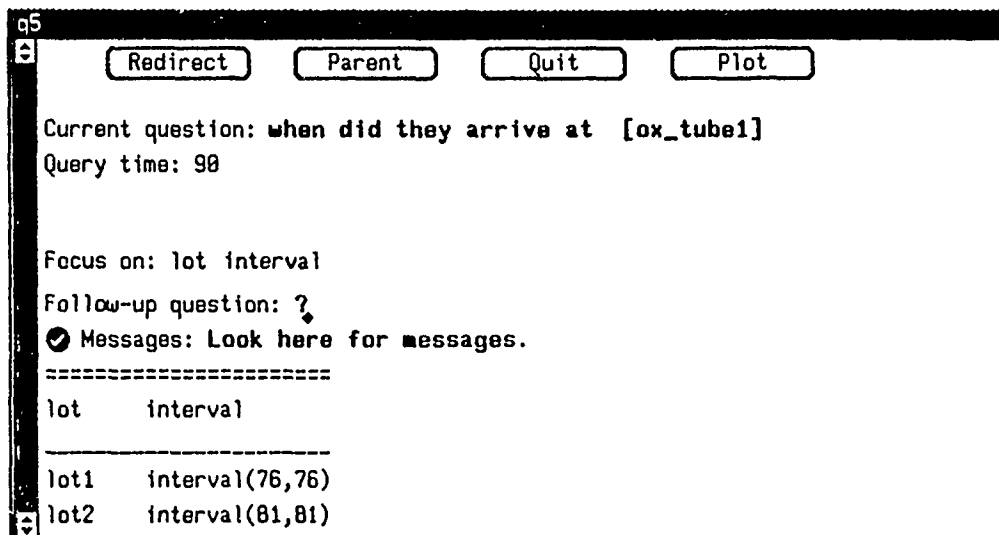 q5
Redirect Parent Quit Plot
Current question: when did they arrive at [ox_tube1]
Query time: 90
Focus on: lot interval
Follow-up question: ?
Messages: Look here for messages.
=======================
lot interval
-----------------------
lot1 interval(76,76)
lot2 interval(81,81)